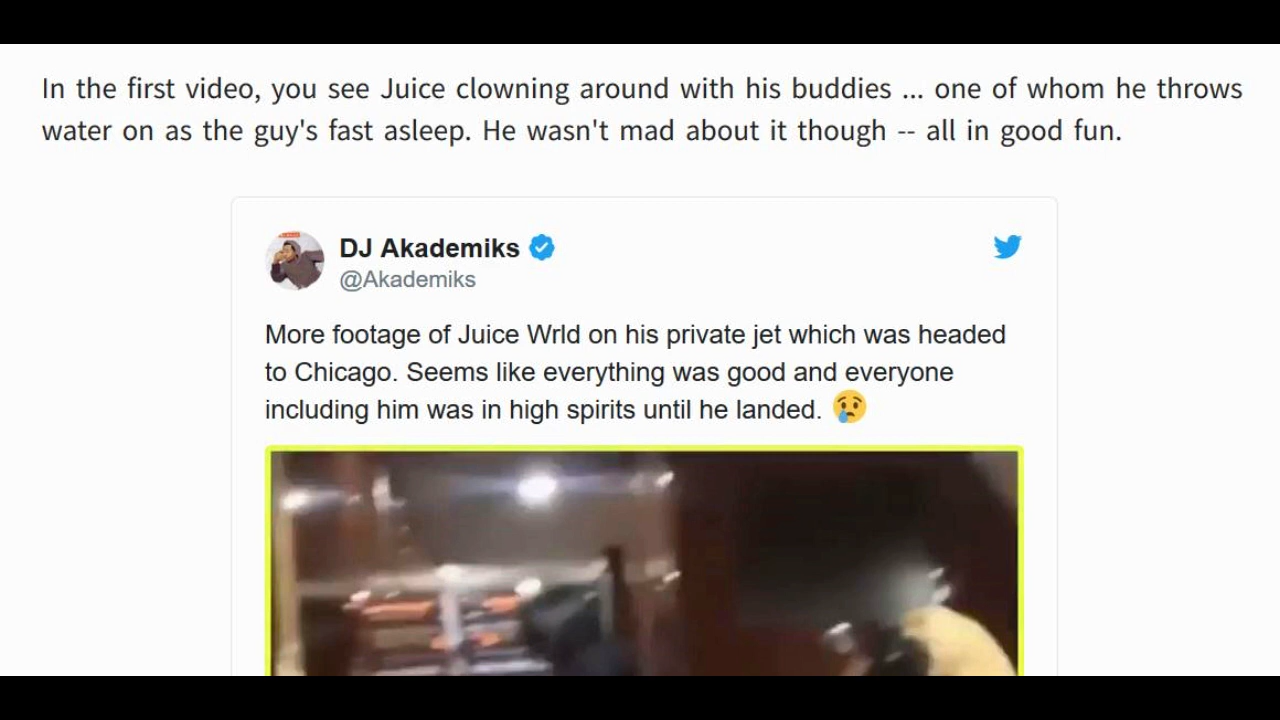 In the first video, you see Juice clowning around with his buddies ... one of whom he throws
water on as the guy's fast asleep. He wasn't mad about it though -- all in good fun.
DJ Akademiks
@Akademiks
More footage of Juice Wrld on his private jet which was headed
to Chicago. Seems like everything was good and everyone
including him was in high spirits until he landed. 😢